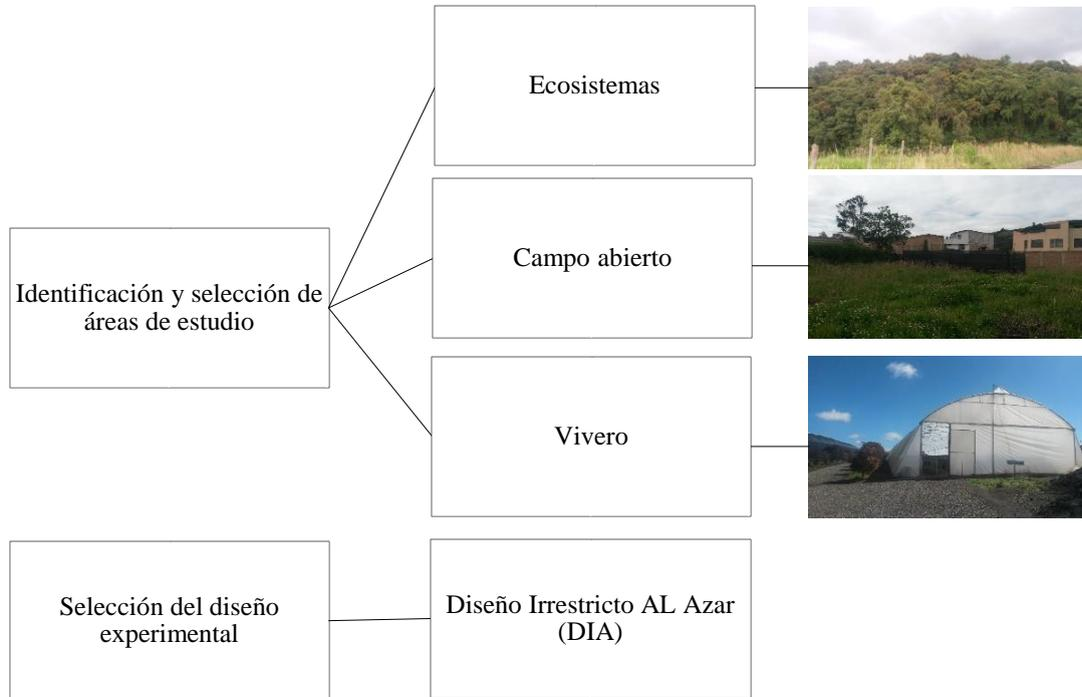 Ecosistemas
Campo abierto
Identificación y selección de
áreas de estudio
Vivero
Selección del diseño
experimental
Diseño Irrestricto AL Azar
(DIA)